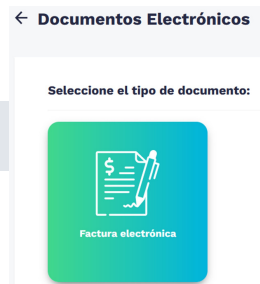 ← Documentos Electrónicos
Seleccione el tipo de documento:
$
Factura electrónica